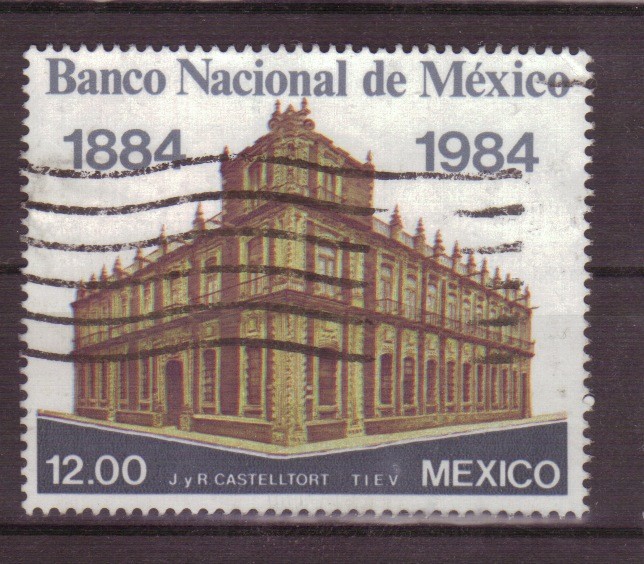 Banco Nacional de México
1884 1984
12.00 J y R CASTELLTORT TIEV MEXICO